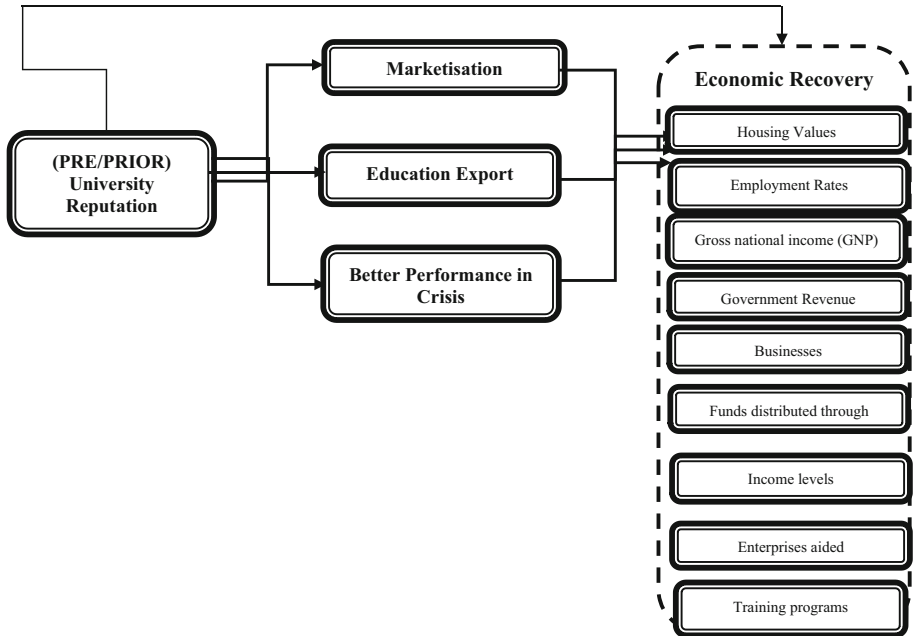 (PRE/PRIOR)
University
Reputation
Marketisation
Education Export
Better Performance in
Crisis
Economic Recovery
Housing Values
Employment Rates
Gross national income (GNP)
Government Revenue
Businesses
Funds distributed through
Income levels
Enterprises aided
Training programs